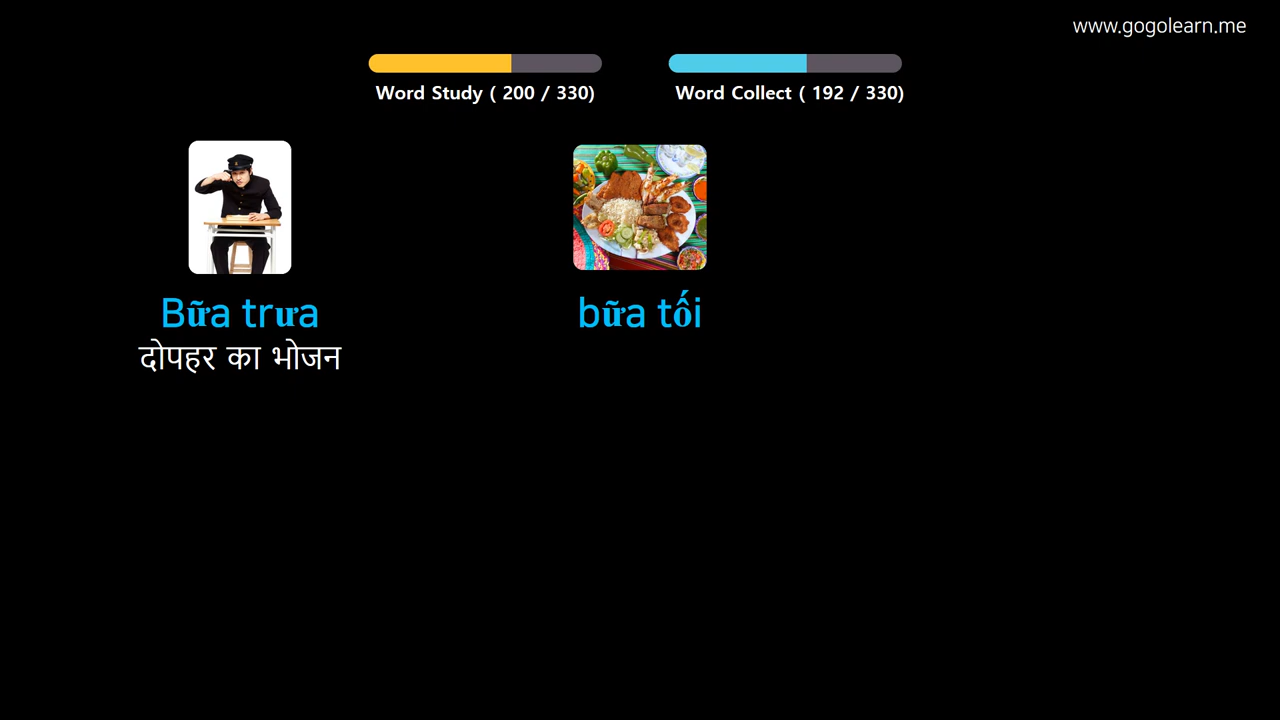 www.gogolearn.me
Word Study ( 200 / 330)
Word Collect ( 192 / 330)
Bữa trưa
दोपहर का भोजन
bữa tối